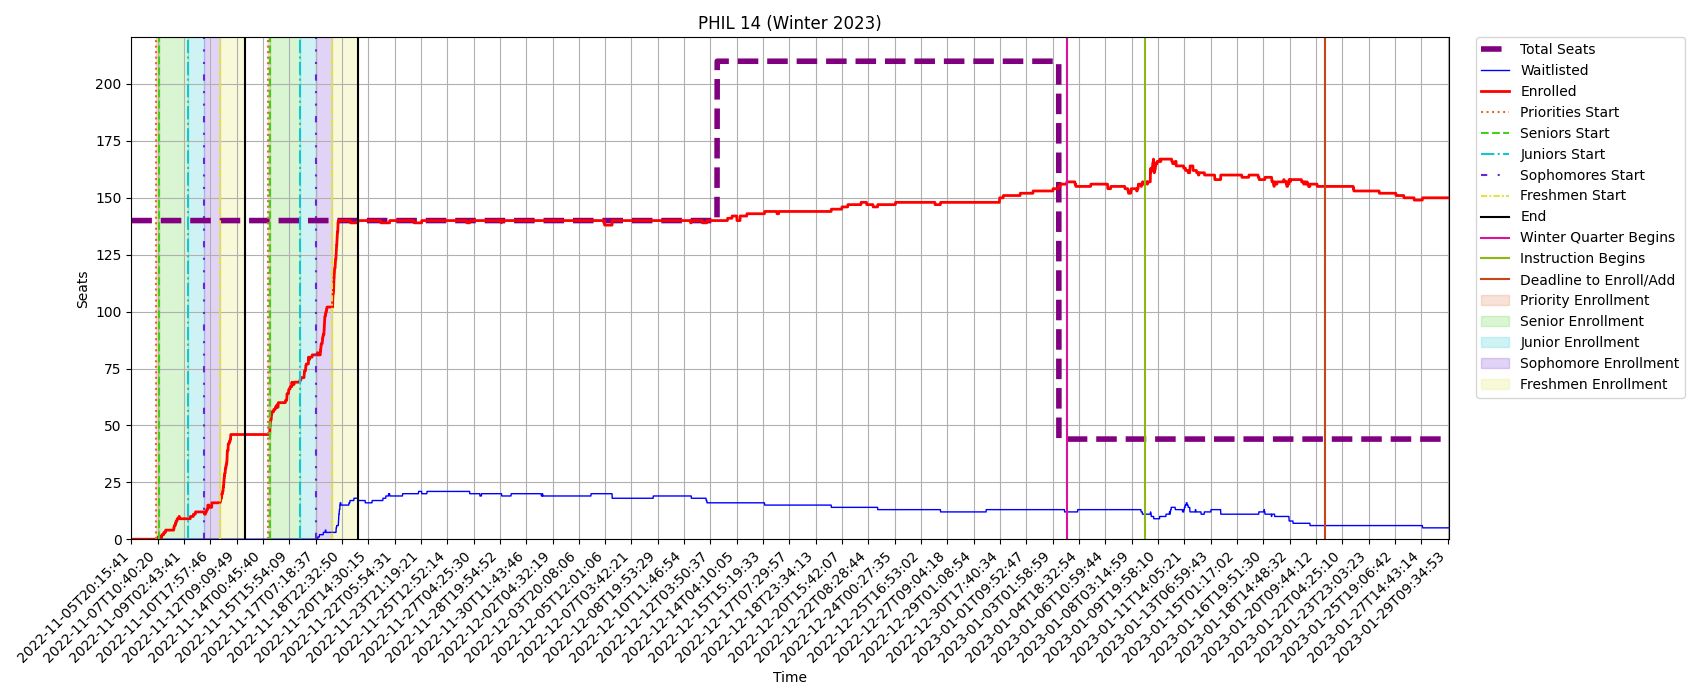 PHIL 14 (Winter 2023)
Seats
200
175
150
125
100
75
50
25
0
2022-11-05T20:15:41
2022-11-07T10:40:20
2022-11-09T02:43:41
2022-11-10T17:57:46
2022-11-12T09:09:49
2022-11-14T00:45:40
2022-11-15T15:54:09
2022-11-17T07:18:37
2022-11-18T22:32:50
2022-11-20T14:30:15
2022-11-22T05:54:31
2022-11-23T21:19:21
2022-11-25T12:52:14
2022-11-27T04:25:30
2022-11-28T19:54:52
2022-11-30T11:43:46
2022-12-02T04:32:19
2022-12-03T20:08:06
2022-12-05T12:01:06
2022-12-07T03:42:21
2022-12-08T19:53:29
2022-12-10T11:46:54
2022-12-12T03:50:37
2022-12-14T04:10:05
2022-12-15T15:19:33
2022-12-17T07:29:57
2022-12-18T23:34:13
2022-12-20T15:42:07
2022-12-22T08:28:44
2022-12-24T00:27:35
2022-12-25T16:53:02
2022-12-27T09:04:18
2022-12-29T01:08:54
2022-12-30T17:40:34
2023-01-01T09:52:47
2023-01-03T01:58:59
2023-01-04T18:32:54
2023-01-06T10:59:44
2023-01-08T03:14:59
2023-01-09T19:58:10
2023-01-11T14:05:21
2023-01-13T06:59:43
2023-01-15T01:17:02
2023-01-16T19:51:30
2023-01-18T14:48:32
2023-01-20T09:44:12
2023-01-22T04:25:10
2023-01-23T23:03:23
2023-01-25T19:06:42
2023-01-27T14:43:14
2023-01-29T09:34:53
Time
Total Seats
Waitlisted
Enrolled
Priorities Start
Seniors Start
Juniors Start
Sophomores Start
Freshmen Start
End
Winter Quarter Begins
Instruction Begins
Deadline to Enroll/Add
Priority Enrollment
Senior Enrollment
Junior Enrollment
Sophomore Enrollment
Freshmen Enrollment